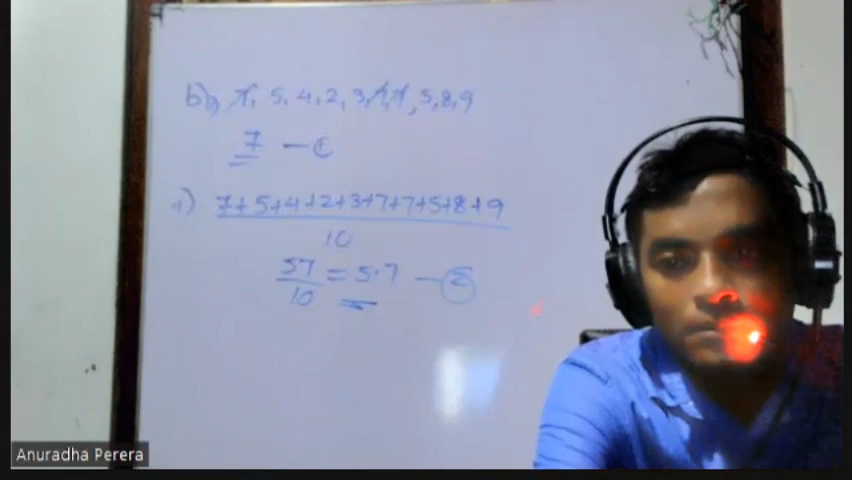 b) i) 7, 5, 4, 2, 3, 7, 7, 5, 8, 9
7 — ①
ii) 7+5+4+2+3+7+7+5+8+9
10
57
10
= 5.7 — ②
Anuradha Perera